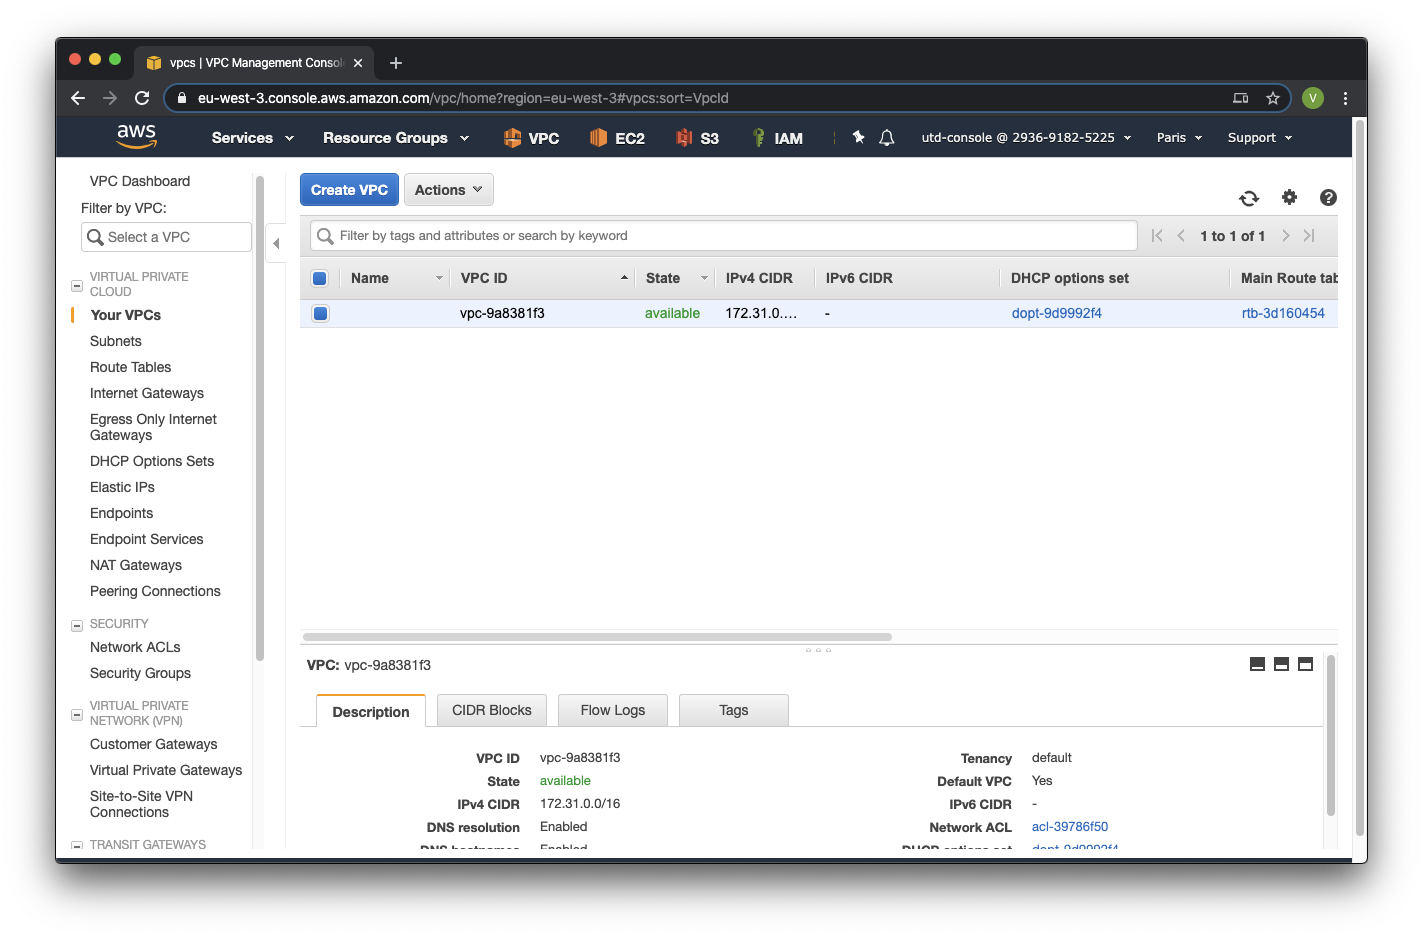 vpcs | VPC Management Consol
eu-west-3.console.aws.amazon.com/vpc/home?region=eu-west-3#vpcs:sort=VpcId
V
aws
Services
Resource Groups
VPC
EC2
S3
IAM
utd-console @ 2936-9182-5225
Paris
Support
VPC Dashboard
Filter by VPC:
Select a VPC
VIRTUAL PRIVATE
CLOUD
Your VPCs
Subnets
Route Tables
Internet Gateways
Egress Only Internet
Gateways
DHCP Options Sets
Elastic IPs
Endpoints
Endpoint Services
NAT Gateways
Peering Connections
SECURITY
Network ACLs
Security Groups
VIRTUAL PRIVATE
NETWORK (VPN)
Customer Gateways
Virtual Private Gateways
Site-to-Site VPN
Connections
TRANSIT GATEWAYS
Create VPC
Actions
Filter by tags and attributes or search by keyword
1 to 1 of 1
Name VPC ID State IPv4 CIDR IPv6 CIDR DHCP options set Main Route tab
vpc-9a8381f3 available 172.31.0.... - dopt-9d9992f4 rtb-3d160454
VPC: vpc-9a8381f3
Description
CIDR Blocks
Flow Logs
Tags
VPC ID vpc-9a8381f3
State available
IPv4 CIDR 172.31.0.0/16
DNS resolution Enabled
DNS hostnames Enabled
Tenancy default
Default VPC Yes
IPv6 CIDR -
Network ACL acl-39786f50
DHCP options set dopt-9d9992f4